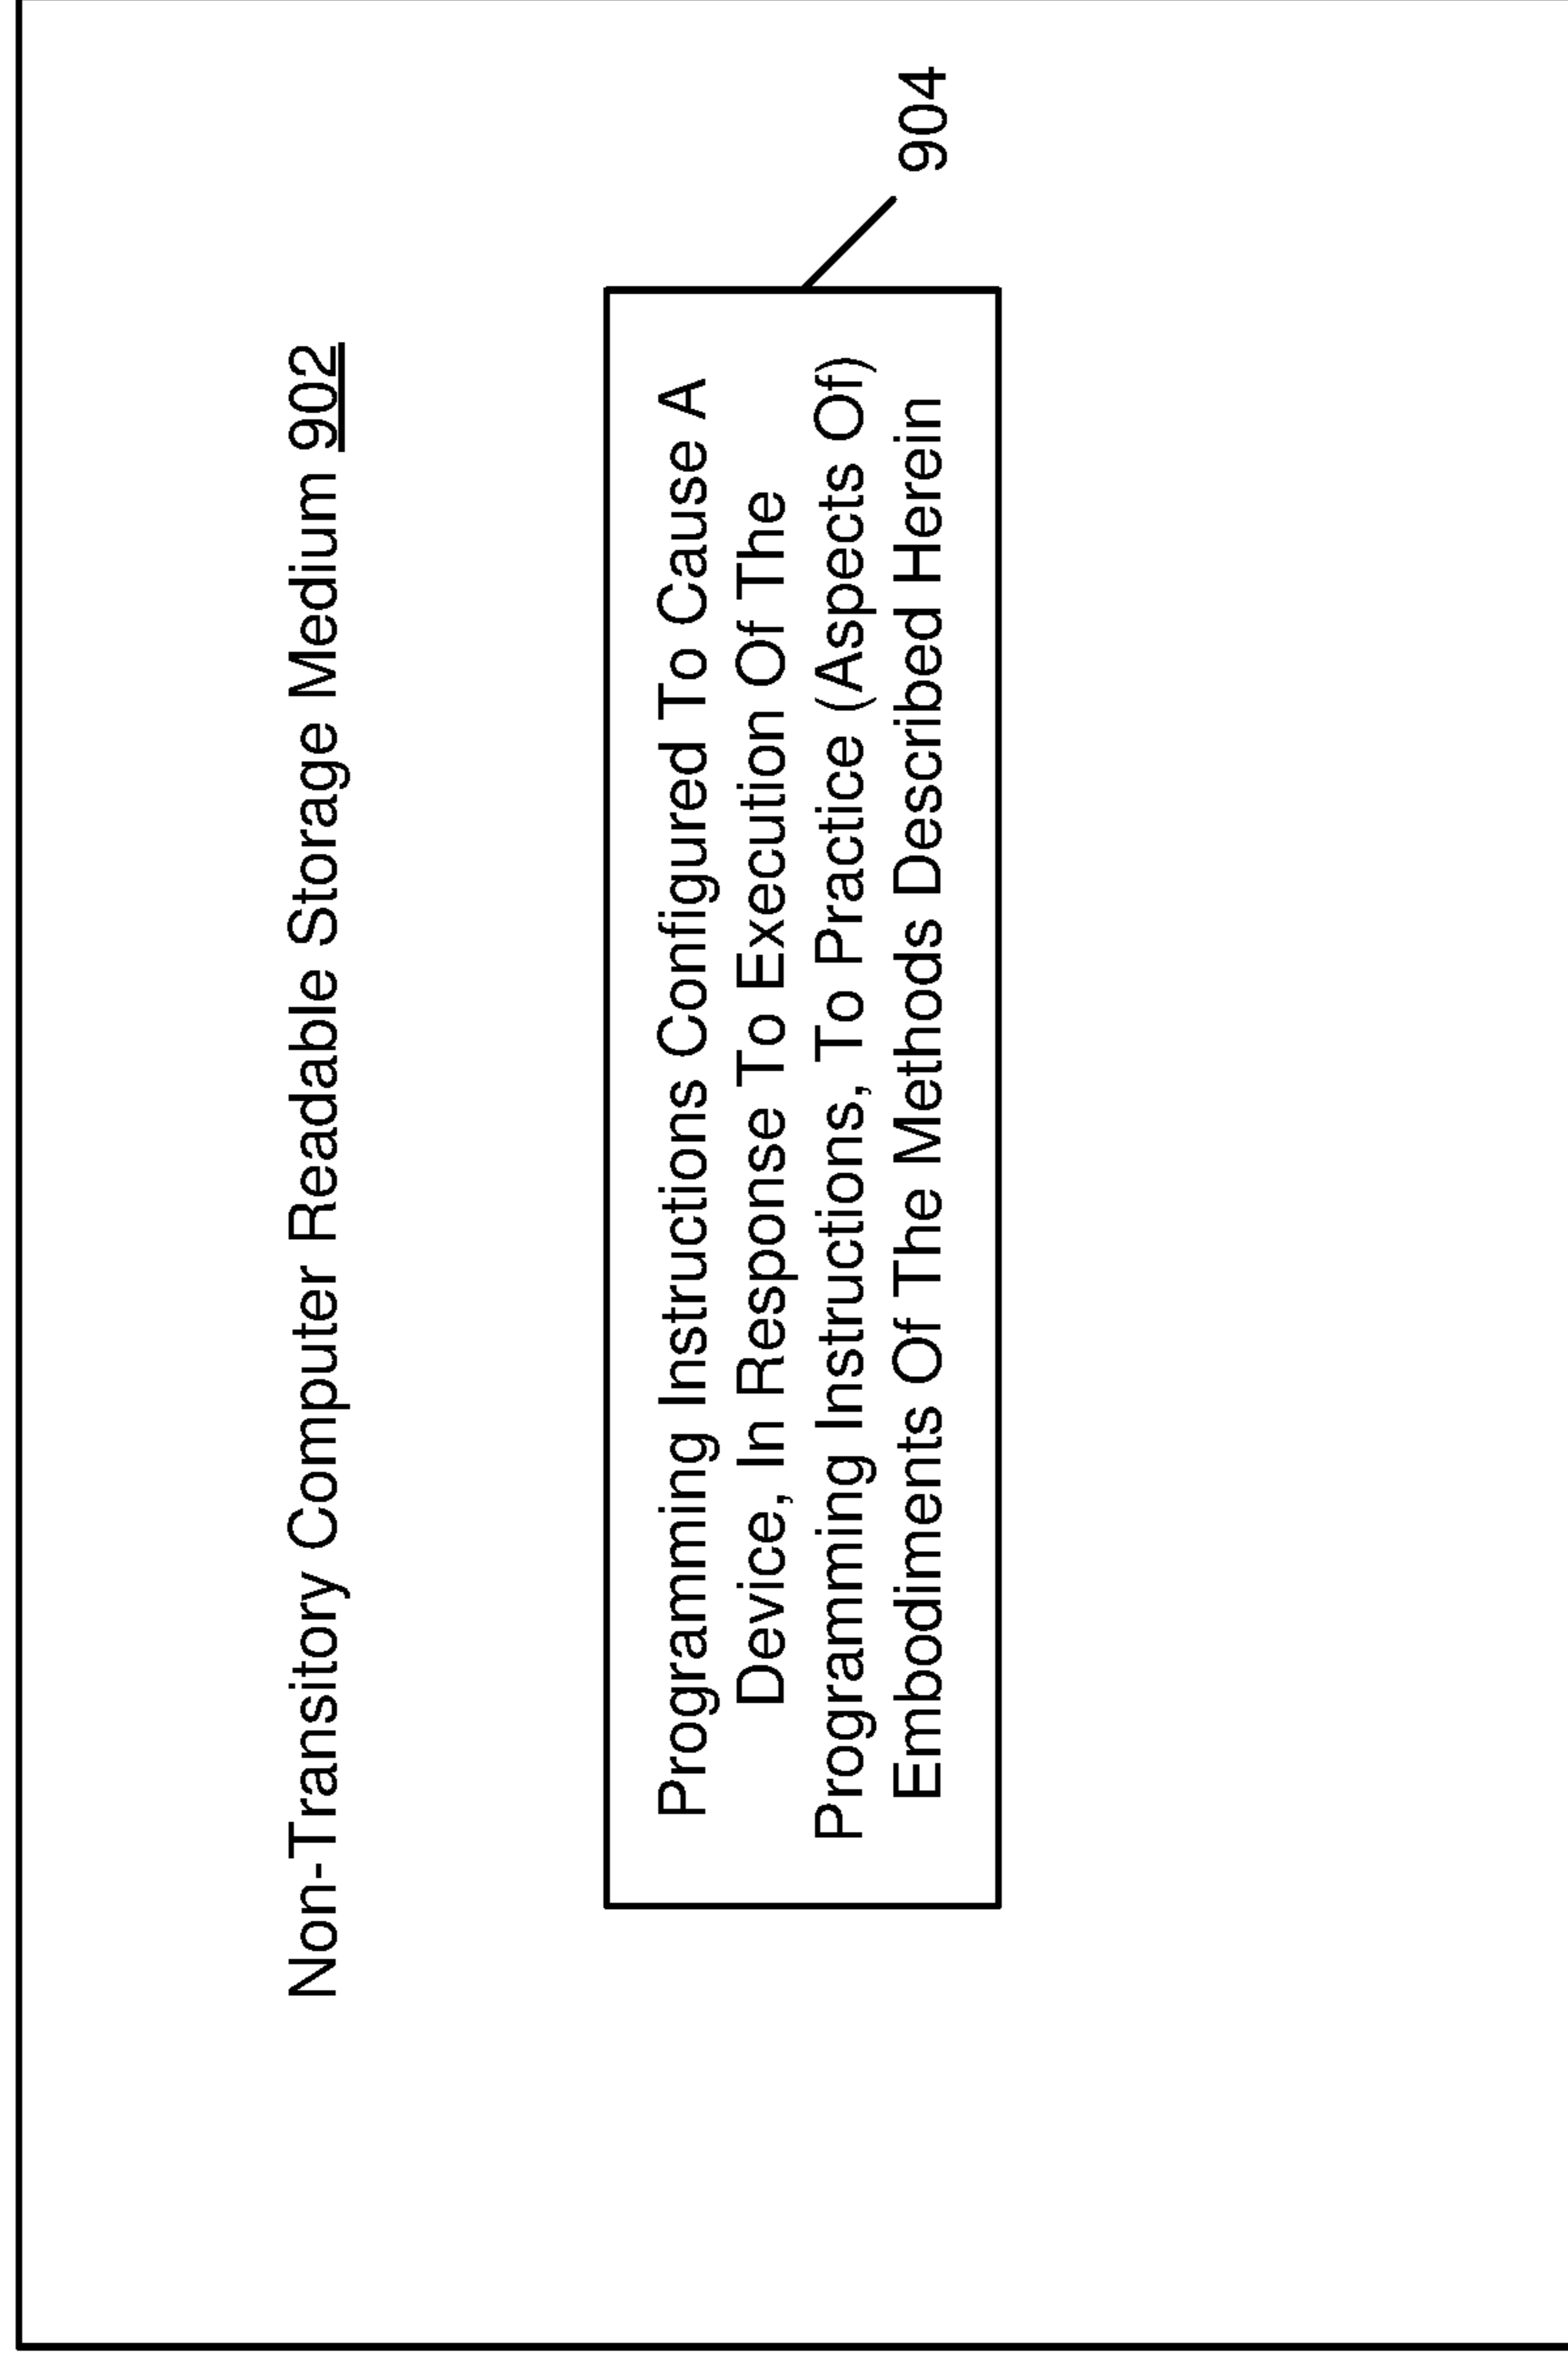 Non-Transitory Computer Readable Storage Medium 902
Programming Instructions Configured To Cause A
Device, In Response To Execution Of The
Programming Instructions, To Practice (Aspects Of)
Embodiments Of The Methods Described Herein
904